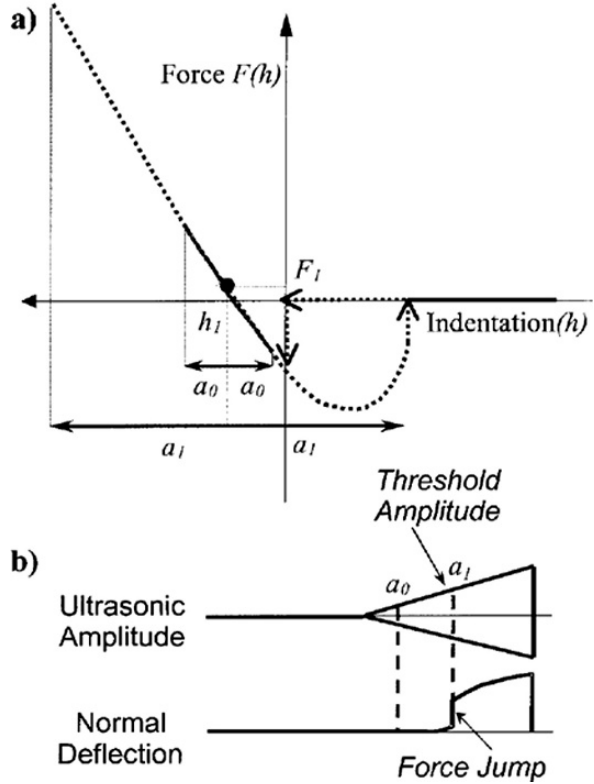 a)
Force F(h)
F1
h1
Indentation(h)
a0 a0
a1 a1
Threshold
Amplitude
b)
a0 a1
Ultrasonic
Amplitude
Normal
Deflection
Force Jump